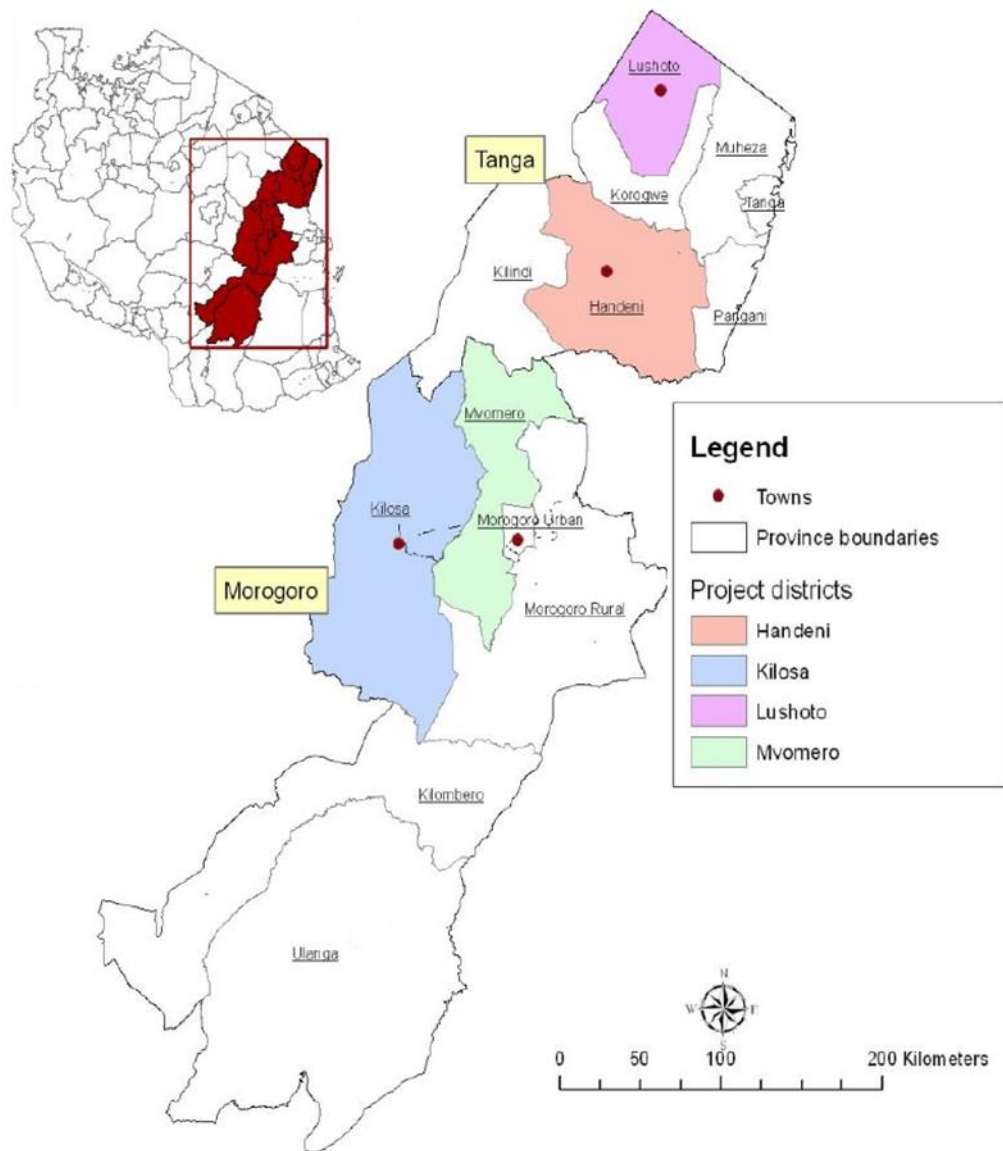 Lushoto
Muheza
Tanga
Korogwe
Tanga
Kilindi
Handeni
Pangani
Mvomero
Kilosa
Morogoro Urban
Morogoro
Morogoro Rural
Kilombero
Ulanga
Legend
Towns
Province boundaries
Project districts
Handeni
Kilosa
Lushoto
Mvomero
N
W E
S
0 50 100 200 Kilometers